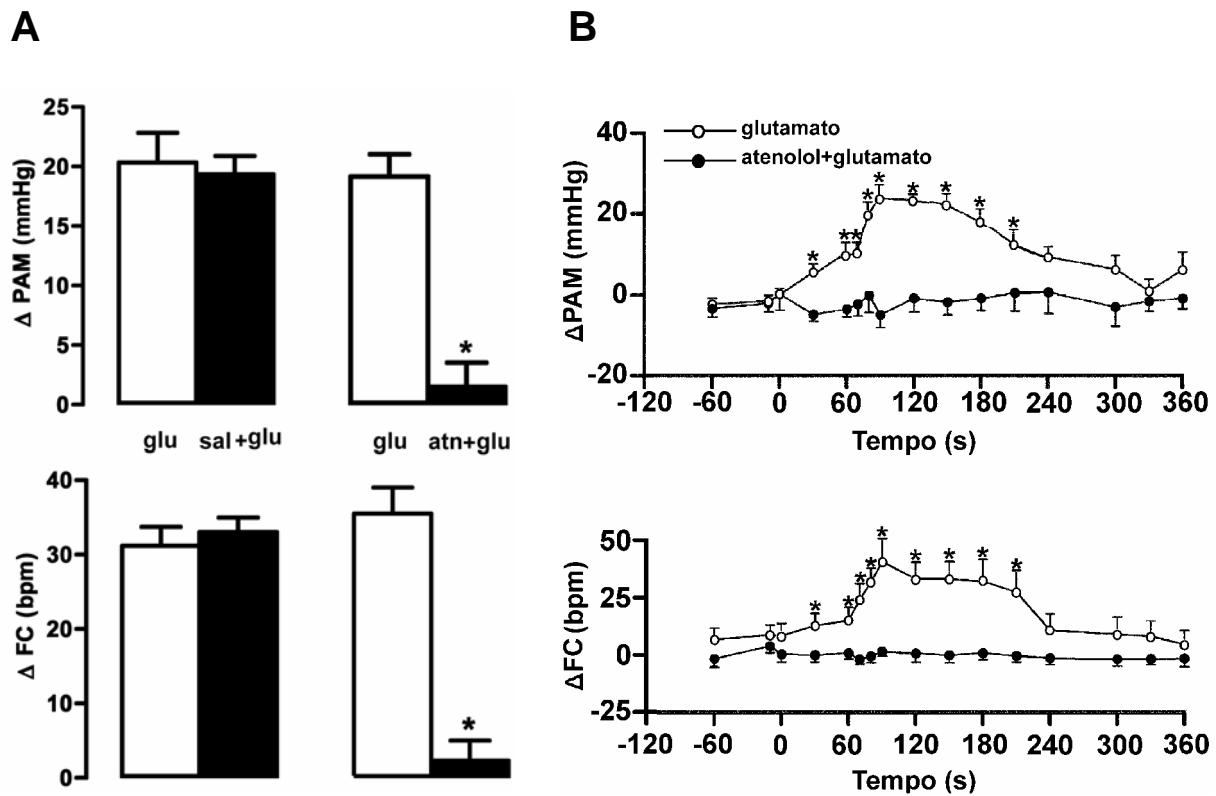 A
B
25
20
15
10
5
0
Δ PAM (mmHg)
*
glu sal+glu glu atn+glu
40
30
20
10
0
Δ FC (bpm)
*
glutamato
atenolol+glutamato
40
20
0
-20
ΔPAM (mmHg)
* ** * * * * * *
-120 -60 0 60 120 180 240 300 360
Tempo (s)
50
25
0
-25
ΔFC (bpm)
* * * * * * * * *
-120 -60 0 60 120 180 240 300 360
Tempo (s)